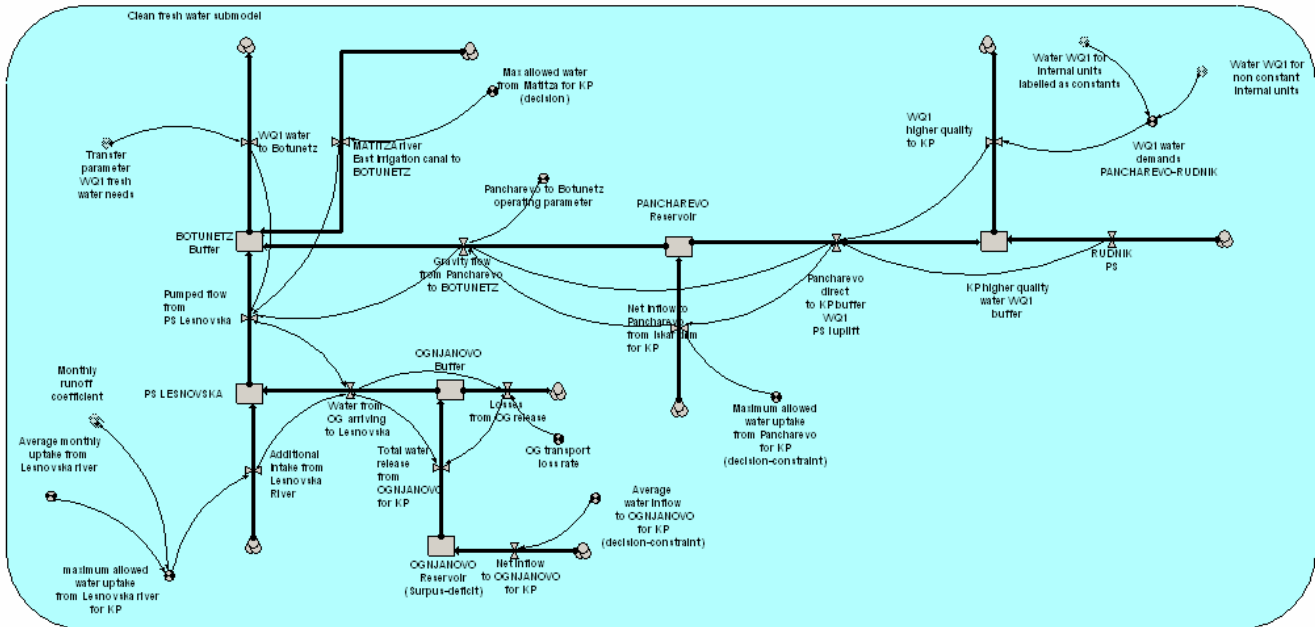 Clean fresh water submodel
Max allowed water
from Matitza for KP
(decision)
Water WQ1 for
internal units
labelled as constants
Water WQ1 for
non constant
internal units
WQ1 water
to Botunetz
MATITZA river
East irrigation canal to
BOTUNETZ
WQ1
higher quality
to KP
WQ1 water
demands
PANCHAREVO-RUDNIK
Transfer
parameter
WQ1 fresh
water needs
Pancharevo to Botunetz
operating parameter
PANCHAREVO
Reservoir
BOTUNETZ
Buffer
Gravity flow
from Pancharevo
to BOTUNETZ
RUDNIK
PS
Pancharevo
direct
to KP buffer
WQ1
PS luplift
KP higher quality
water WQ1
buffer
Pumped flow
from
PS Lesnovska
Net inflow to
Pancharevo
from Iskar dam
for KP
OGNJANOVO
Buffer
Monthly
runoff
coefficient
PS LESNOVSKA
Water from
OG arriving
to Lesnovska
Losses
from OG release
Maximum allowed
water uptake
from Pancharevo
for KP
(decision-constraint)
Average monthly
uptake from
Lesnovska river
Additional
Intake from
Lesnovska
River
Total water
release
from
OGNJANOVO
for KP
OG transport
loss rate
Average
water inflow
to OGNJANOVO
for KP
(decision-constraint)
maximum allowed
water uptake
from Lesnovska river
for KP
OGNJANOVO
Reservoir
(Surpus-deficit)
Net inflow
to OGNJANOVO
for KP